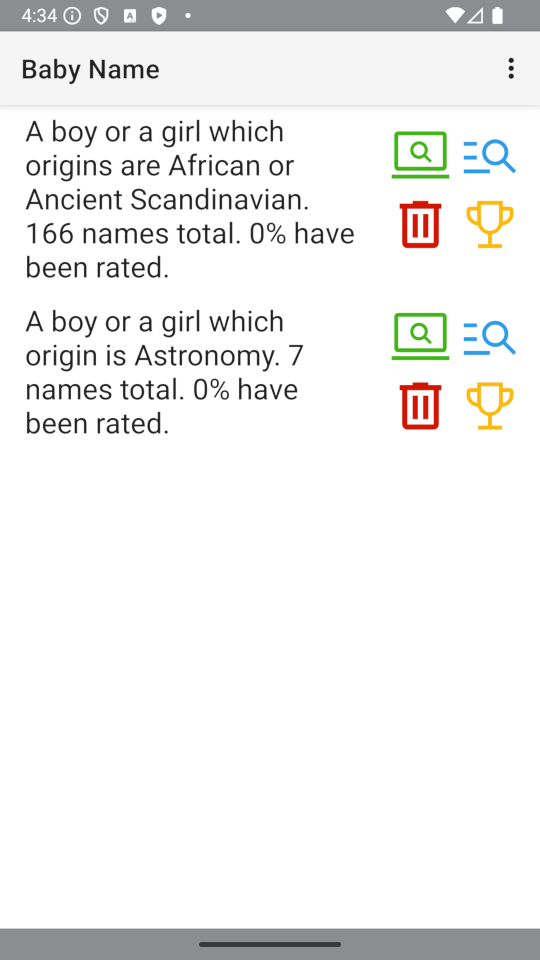 4:34
Baby Name
A boy or a girl which
origins are African or
Ancient Scandinavian.
166 names total. 0% have
been rated.
A boy or a girl which
origin is Astronomy. 7
names total. 0% have
been rated.